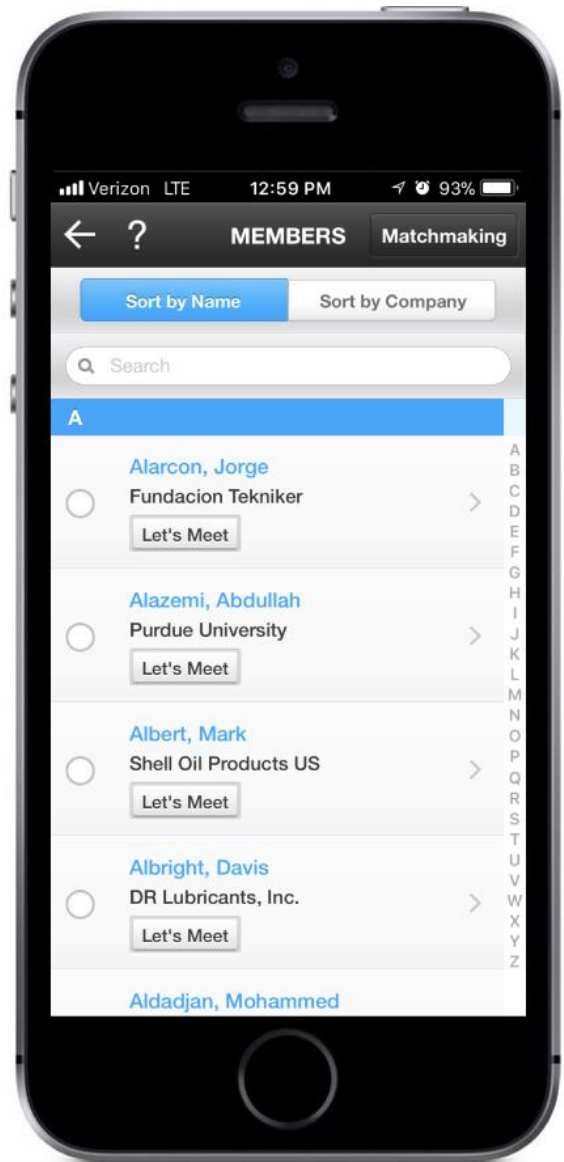 Verizon LTE 12:59 PM 93%
? MEMBERS Matchmaking
Sort by Name Sort by Company
Search
A
Alarcon, Jorge
Fundacion Tekniker
Let's Meet
Alazemi, Abdullah
Purdue University
Let's Meet
Albert, Mark
Shell Oil Products US
Let's Meet
Albright, Davis
DR Lubricants, Inc.
Let's Meet
Aldadjan, Mohammed
A
B
C
D
E
F
G
H
I
J
K
L
M
N
O
P
Q
R
S
T
U
V
W
X
Y
Z